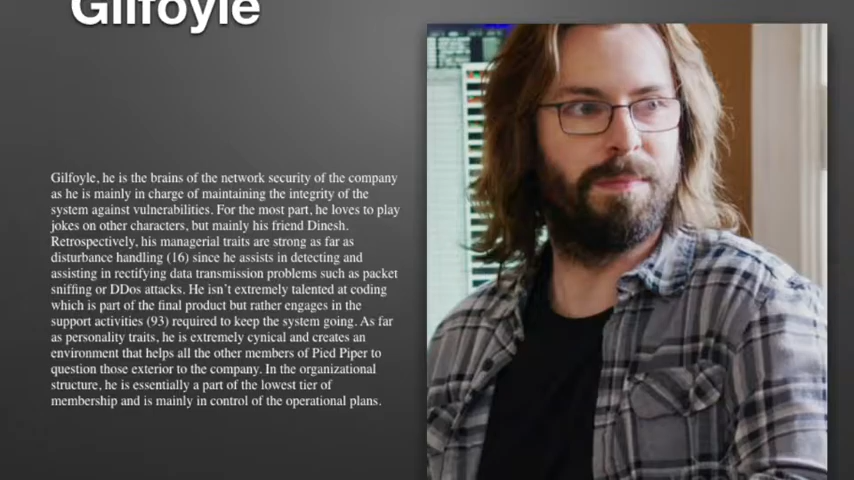 Gilfoyle
Gilfoyle, he is the brains of the network security of the company
as he is mainly in charge of maintaining the integrity of the
system against vulnerabilities. For the most part, he loves to play
jokes on other characters, but mainly his friend Dinesh.
Retrospectively, his managerial traits are strong as far as
disturbance handling (16) since he assists in detecting and
assisting in rectifying data transmission problems such as packet
sniffing or DDos attacks. He isn't extremely talented at coding
which is part of the final product but rather engages in the
support activities (93) required to keep the system going. As far
as personality traits, he is extremely cynical and creates an
environment that helps all the other members of Pied Piper to
question those exterior to the company. In the organizational
structure, he is essentially a part of the lowest tier of
membership and is mainly in control of the operational plans.